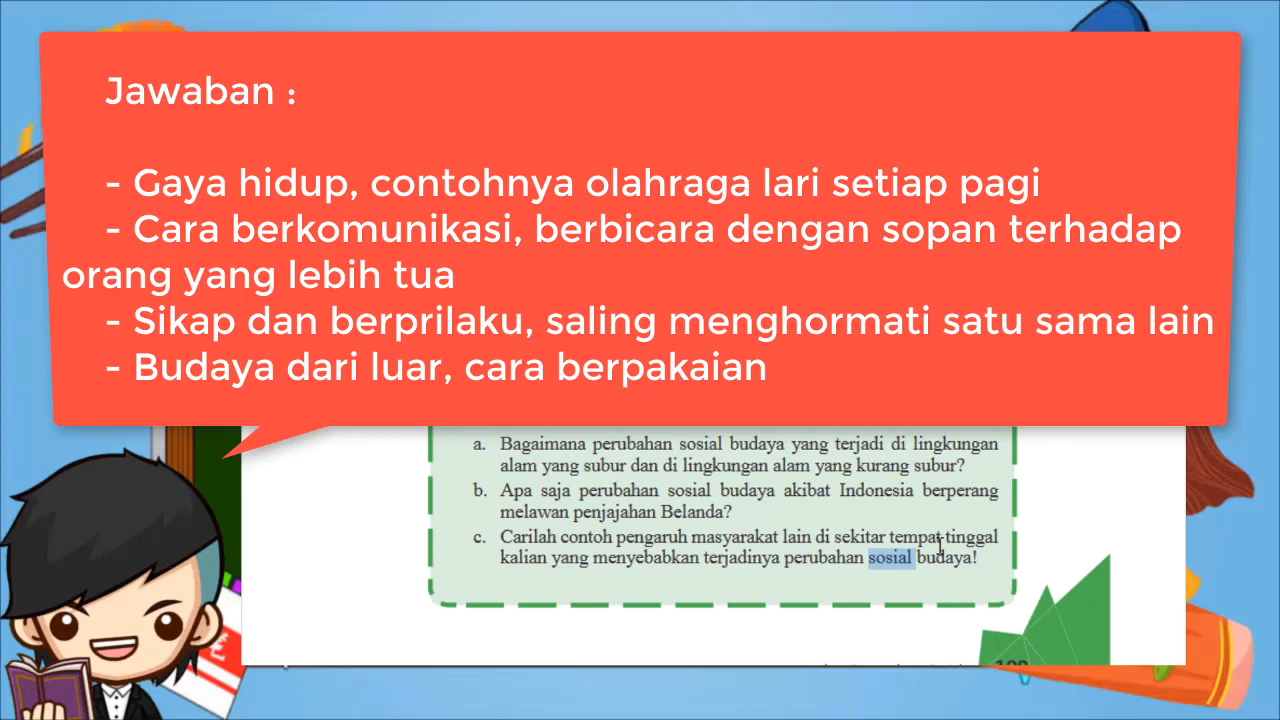 Jawaban :
- Gaya hidup, contohnya olahraga lari setiap pagi
- Cara berkomunikasi, berbicara dengan sopan terhadap
orang yang lebih tua
- Sikap dan berprilaku, saling menghormati satu sama lain
- Budaya dari luar, cara berpakaian
a. Bagaimana perubahan sosial budaya yang terjadi di lingkungan
alam yang subur dan di lingkungan alam yang kurang subur?
b. Apa saja perubahan sosial budaya akibat Indonesia berperang
melawan penjajahan Belanda?
c. Carilah contoh pengaruh masyarakat lain di sekitar tempat tinggal
kalian yang menyebabkan terjadinya perubahan sosial budaya!